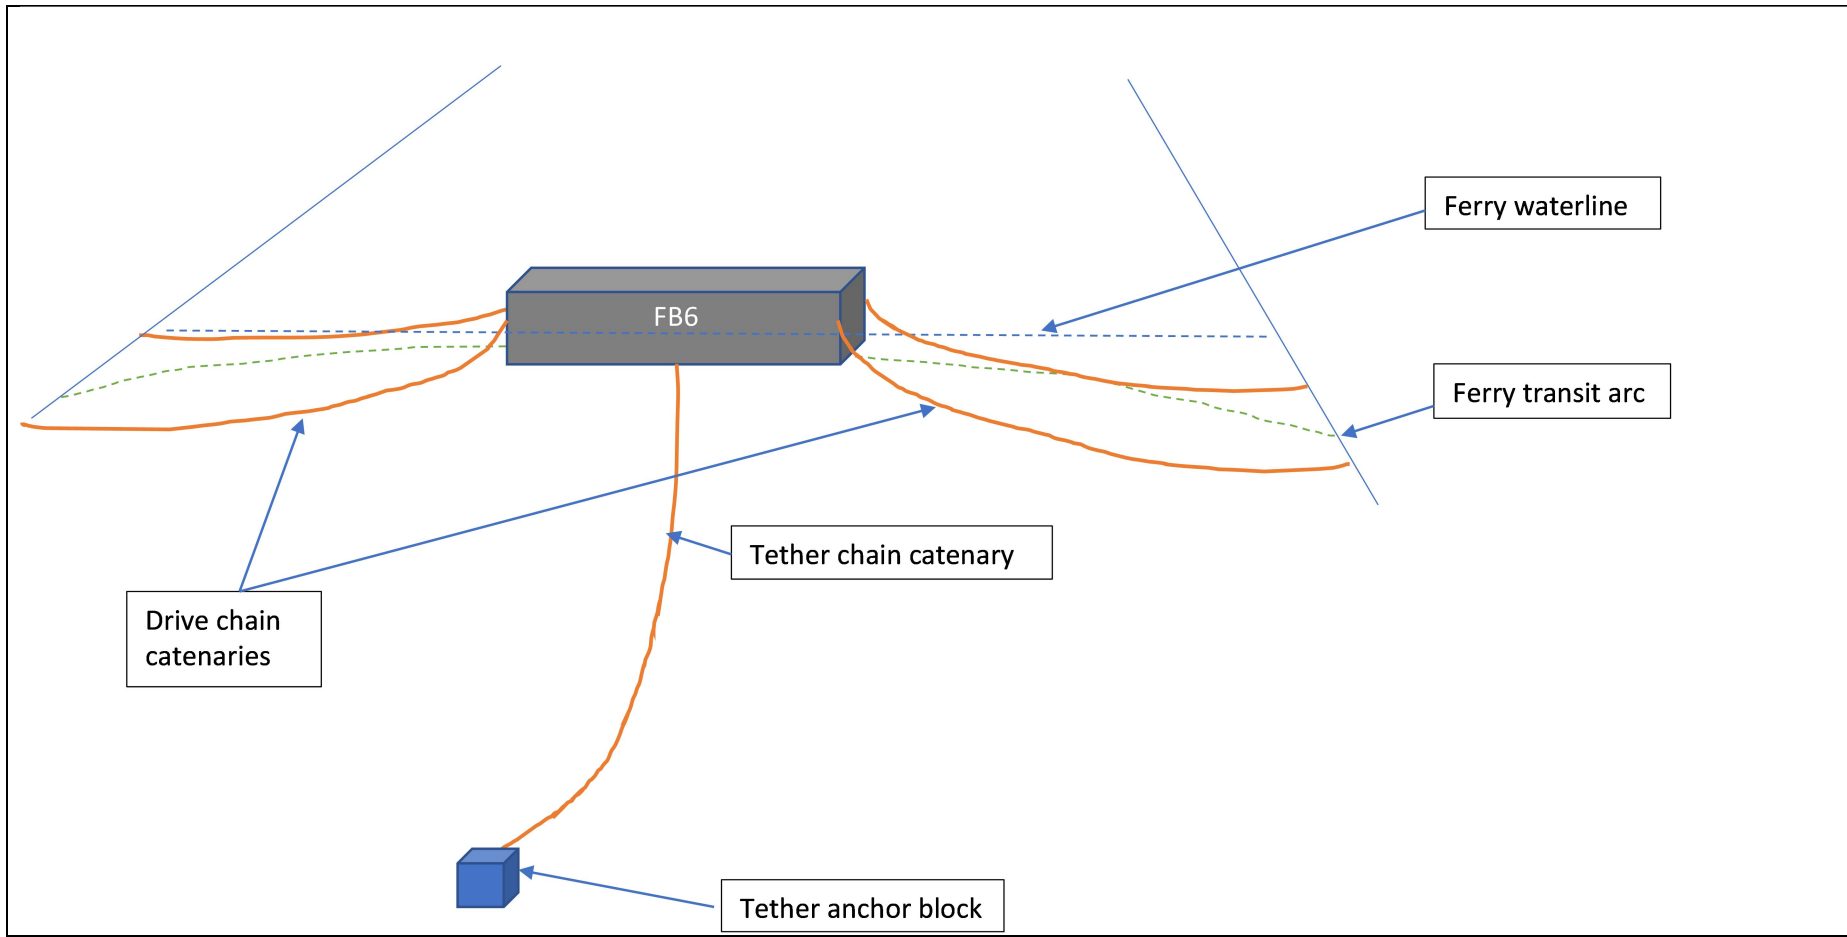 Ferry waterline
FB6
Ferry transit arc
Tether chain catenary
Drive chain
catenaries
Tether anchor block